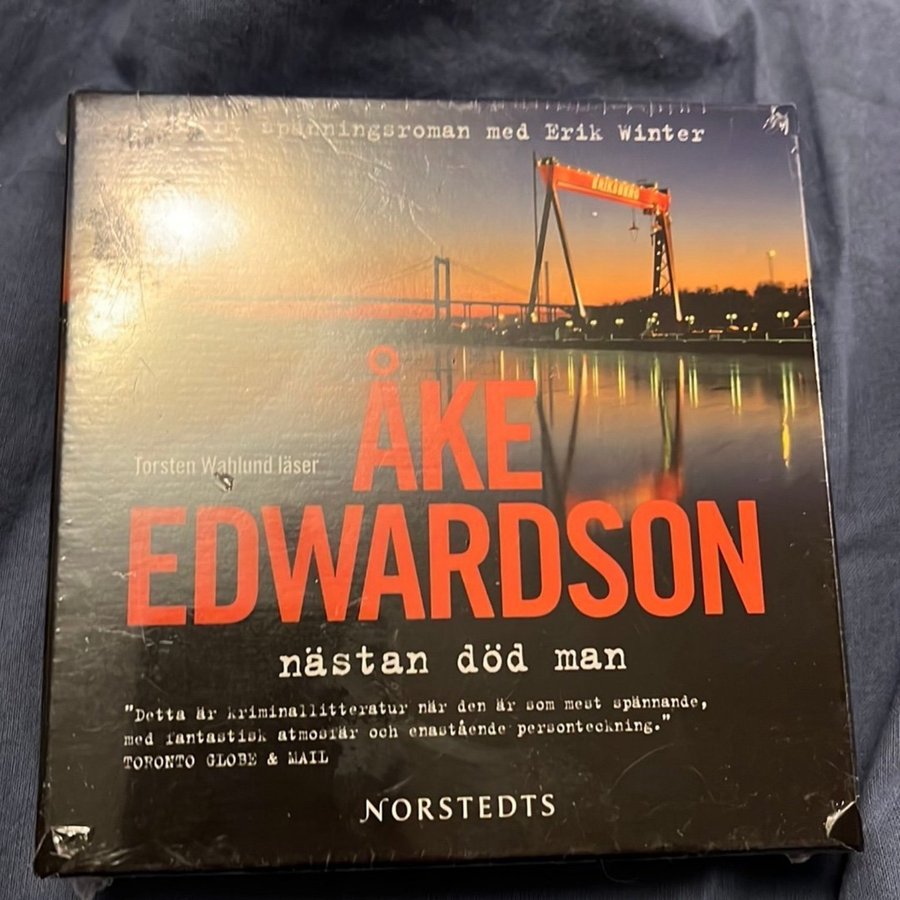 ny spänningsroman med Erik Winter
Torsten Wahlund läser
ÅKE
EDWARDSON
nästan död man
"Detta är kriminallitteratur när den är som mest spännande,
med fantastisk atmosfär och enastående personteckning."
TORONTO GLOBE & MAIL
NORSTEDTS